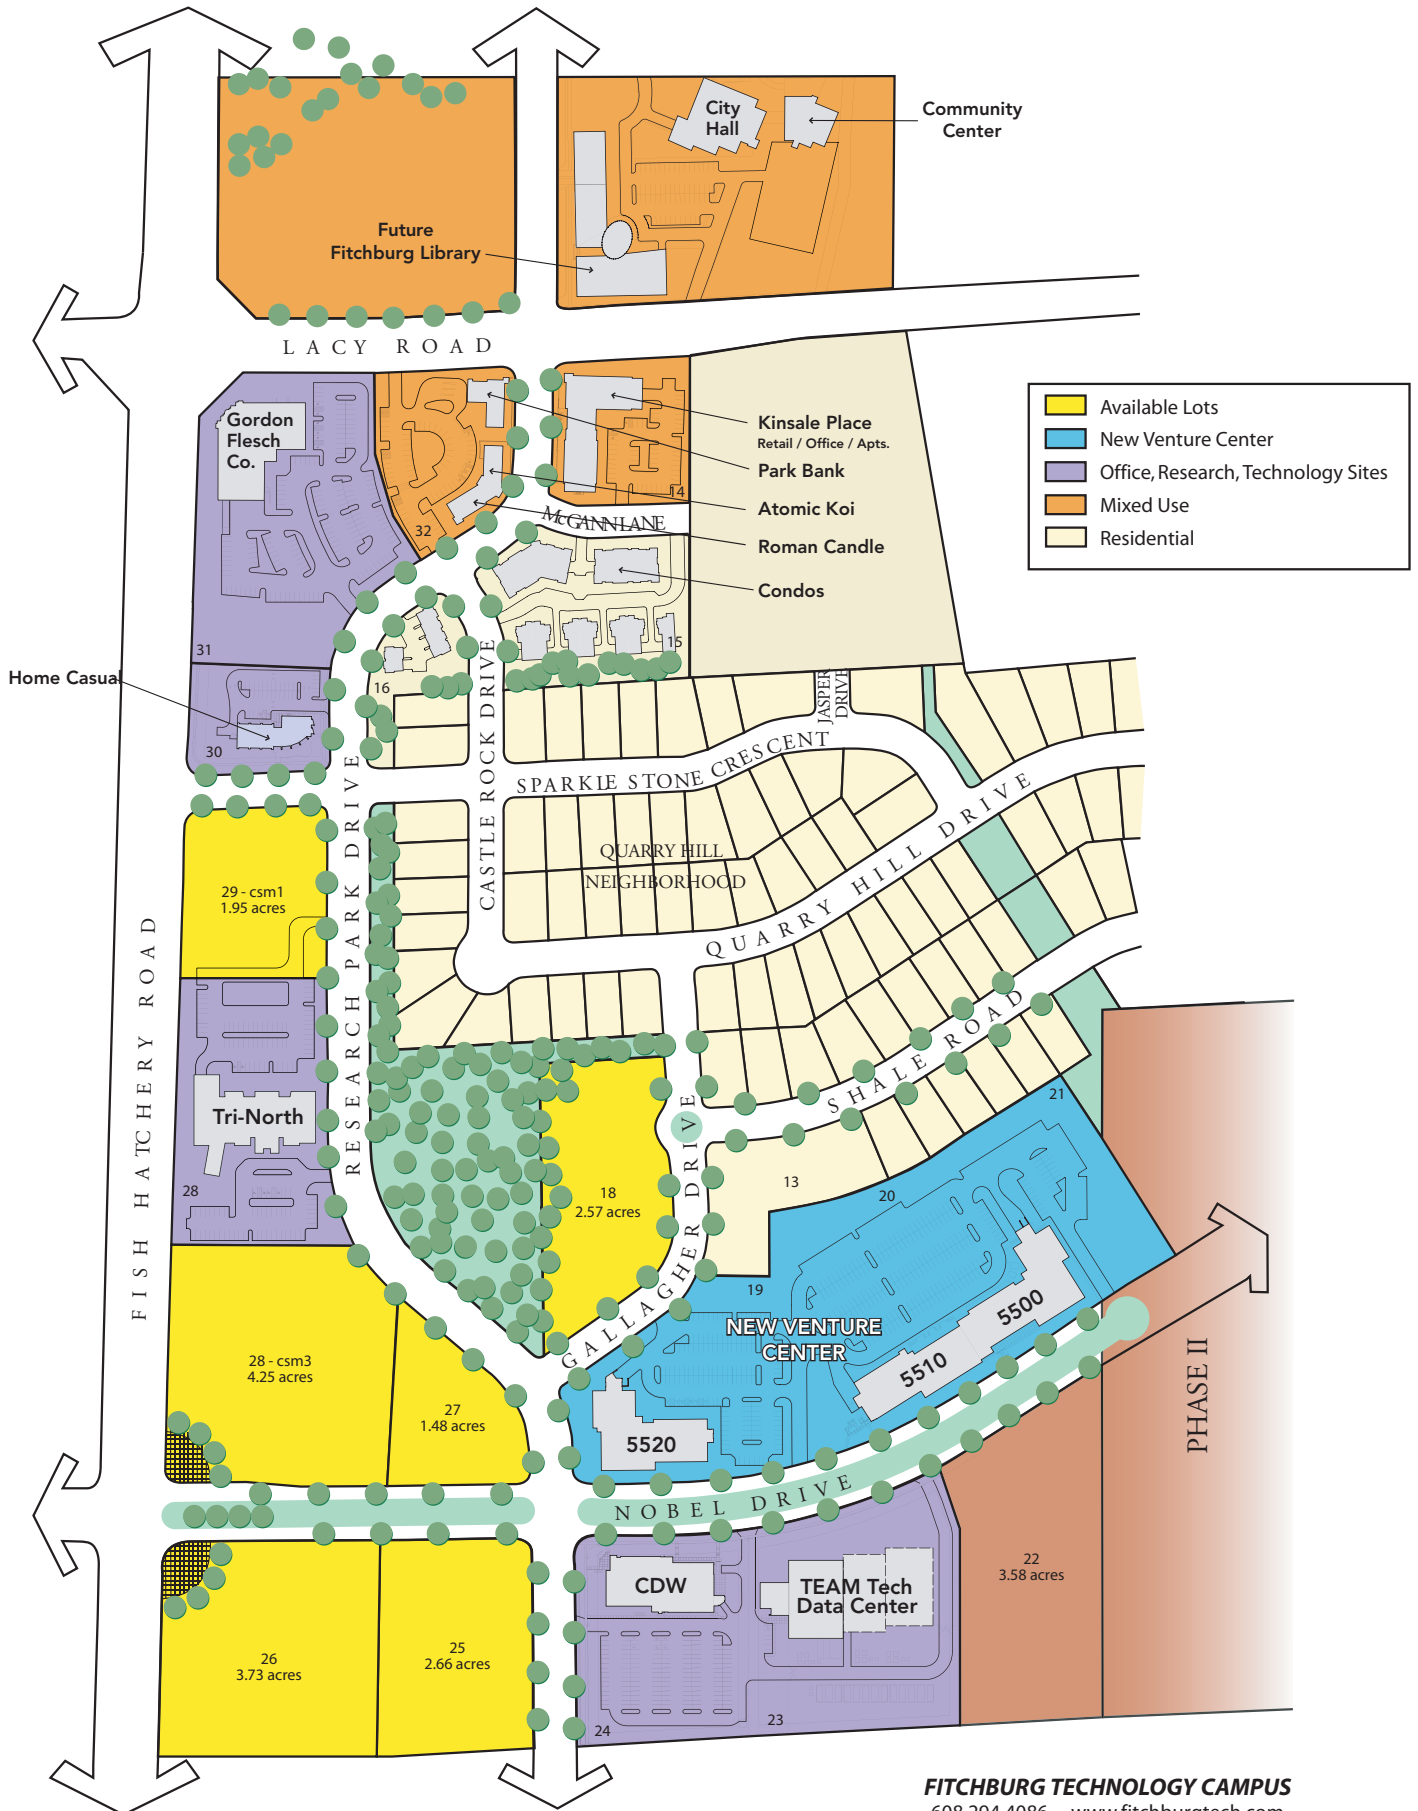 City
Hall
Community
Center
Future
Fitchburg Library
LACY ROAD
Available Lots
New Venture Center
Office, Research, Technology Sites
Mixed Use
Residential
Gordon
Flesch
Co.
Kinsale Place
Retail / Office / Apts.
Park Bank
14
Atomic Koi
McGANN LANE
32
Roman Candle
Condos
15
31
Home Casual
16
30
JASPER
DRIVE
SPARKLE STONE CRESCENT
CASTLE ROCK DRIVE
RESEARCH PARK DRIVE
QUARRY HILL
NEIGHBORHOOD
QUARRY HILL DRIVE
29 - csm1
1.95 acres
FISH HATCHERY ROAD
SHALE ROAD
Tri-North
28
21
13
20
18
2.57 acres
GALLAGHER DRIVE
19
NEW VENTURE
CENTER
5500
5510
5520
28 - csm3
4.25 acres
27
1.48 acres
PHASE II
NOBEL DRIVE
CDW
TEAM Tech
Data Center
22
3.58 acres
26
3.73 acres
25
2.66 acres
24
23
FITCHBURG TECHNOLOGY CAMPUS
608.294.4086 www.fitchburgtech.com